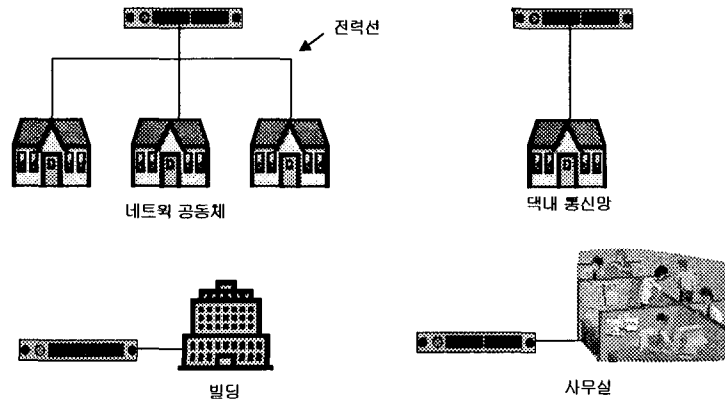 전력선
네트웍 공동체
댁내 통신망
빌딩
사무실